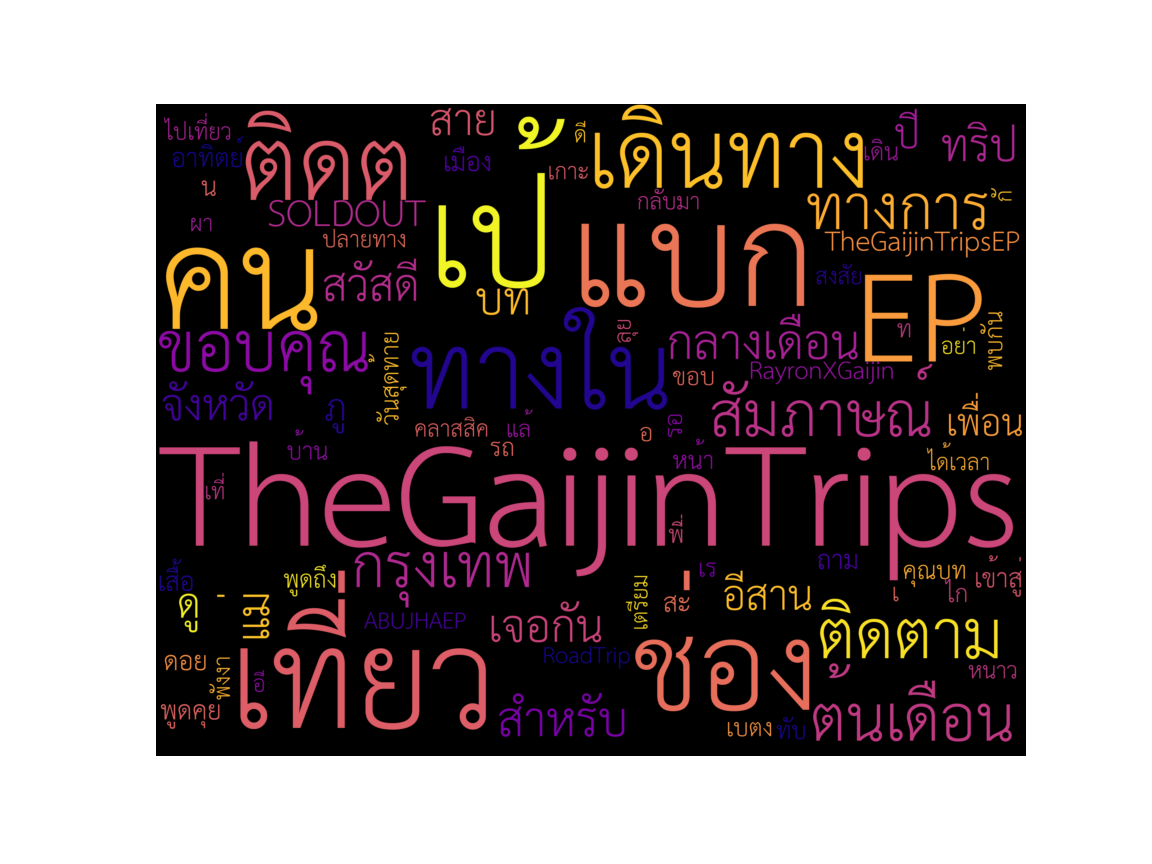 ไปเที่ยว
อาทิตย์
น
ผา
ติดต
สาย
เมือง
SOLDOUT
ปลายทาง
สวัสดี
เป้
บท
ดี
เกาะ
เดินทาง
เดิน
ปี
ทริป
กลับมา
ทางการ
TheGaijinTripsEP
แบก
สงสัย
EP
ท
อย่า
พบกัน
คน
ขอบคุณ
วันสุดท้าย
ทางใน
ลุย
กลางเดือน
ขอบ
RayronXGaijin
จังหวัด
ภู
บ้าน
คลาสสิค
แล้
รถ
อ
รอ
หน้า
สัมภาษณ์
เพื่อน
ได้เวลา
TheGaijinTrips
เที่
พี่
เสื้อ
พูดถึง
กรุงเทพ
เร
ถาม
คุณบท
เข้าสู่
เ
ไก
ดู
แม
ABUJHAEP
เจอกัน
เตรียม
สะ
อีสาน
ติดตาม
ดอย
พังงา
อี
เที่ยว
RoadTrip
ช่อง
หนาว
พูดคุย
สำหรับ
เบตง
ทับ
ต้นเดือน